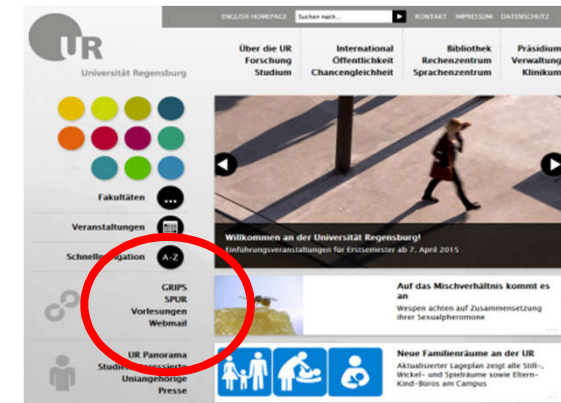 ENGLISH HOMEPAGE
Suchen nach...
KONTAKT IMPRESSUM DATENSCHUTZ
UR
Universität Regensburg
Über die UR
Forschung
Studium
International
Öffentlichkeit
Chancengleichheit
Bibliothek
Rechenzentrum
Sprachenzentrum
Präsidium
Verwaltung
Klinikum
Fakultäten
...
Veranstaltungen
A-Z
Willkommen an der Universität Regensburg!
Einführungsveranstaltungen für Erstsemester ab 7. April 2015
GRIPS
SPUR
Vorlesungen
Webmail
UR Panorama
Uniangehörige
Presse
Auf das Mischverhältnis kommt es
an
Wespen achten auf Zusammensetzung
ihrer Sexualpheromone
...
Neue Familienräume an der UR
Aktualisierter Lageplan zeigt alle Still-,
Wickel- und Spielräume sowie Eltern-
Kind-Büros am Campus
...